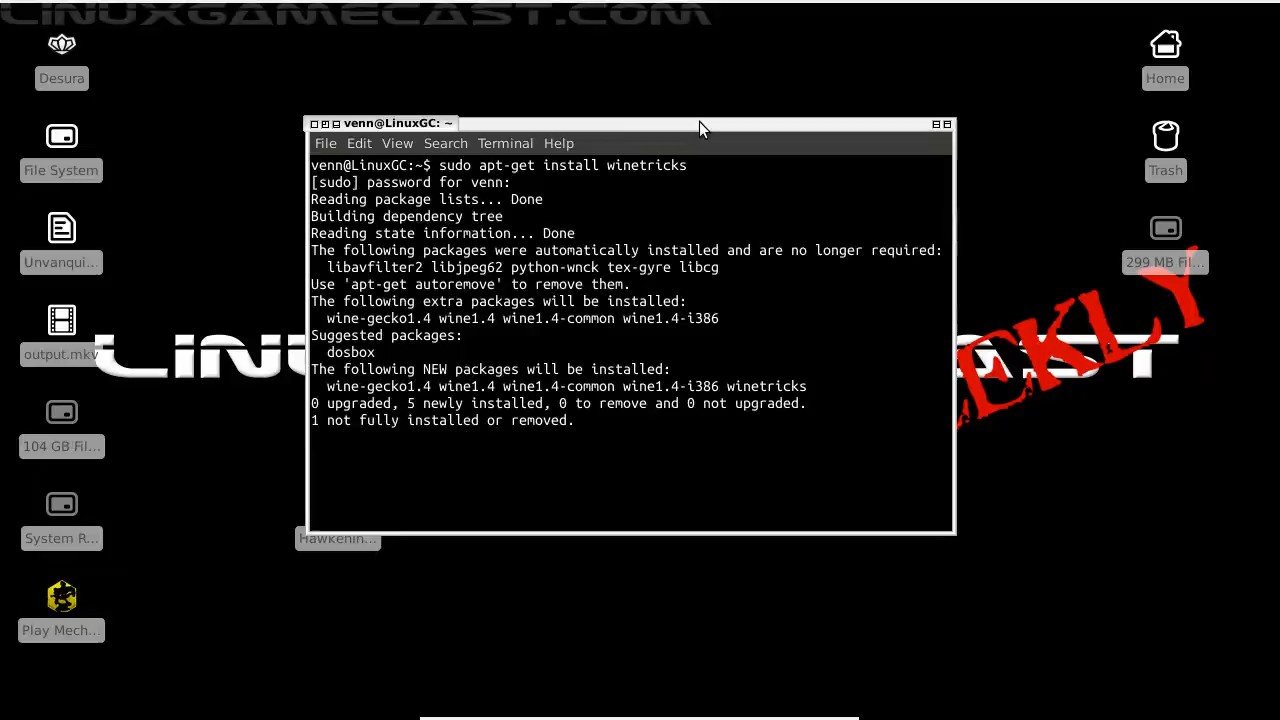 LINUXGAMECAST.COM
Desura
File System
Unvanqui...
output.mkv
104 GB Fil...
System R...
Play Mech...
Home
Trash
299 MB Fil...
venn@LinuxGC: ~
File Edit View Search Terminal Help
venn@LinuxGC:~$ sudo apt-get install winetricks
[sudo] password for venn:
Reading package lists... Done
Building dependency tree
Reading state information... Done
The following packages were automatically installed and are no longer required:
libavfilter2 libjpeg62 python-wnck tex-gyre libcg
Use 'apt-get autoremove' to remove them.
The following extra packages will be installed:
wine-gecko1.4 wine1.4 wine1.4-common wine1.4-i386
Suggested packages:
dosbox
The following NEW packages will be installed:
wine-gecko1.4 wine1.4 wine1.4-common wine1.4-i386 winetricks
0 upgraded, 5 newly installed, 0 to remove and 0 not upgraded.
1 not fully installed or removed.
Hawkenin...